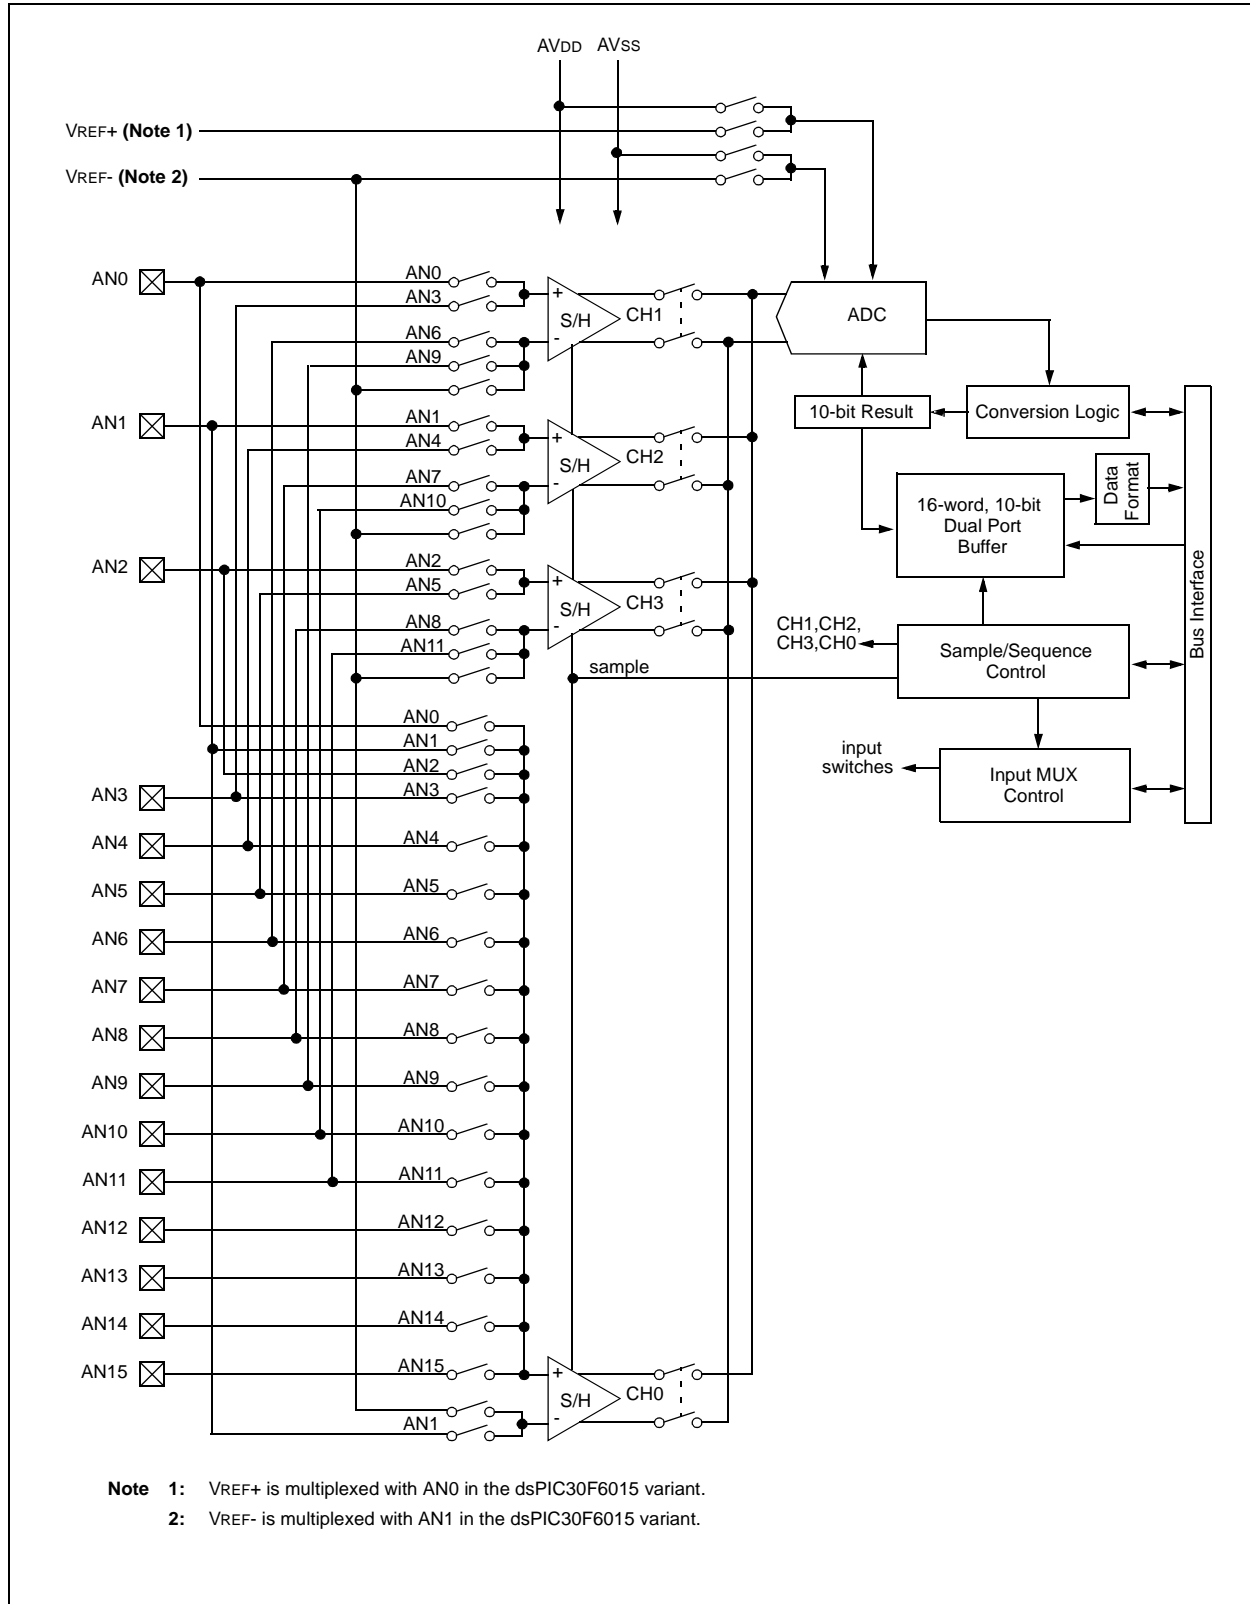 AVDD AVSS
VREF+ (Note 1)
VREF- (Note 2)
AN0
AN0
AN3
+
-
S/H
CH1
AN6
AN9
ADC
10-bit Result
Conversion Logic
AN1
AN1
AN4
+
-
S/H
CH2
AN7
AN10
16-word, 10-bit
Dual Port
Buffer
Data
Format
Bus Interface
AN2
AN2
AN5
+
-
S/H
CH3
AN8
AN11
CH1,CH2,
CH3,CH0
Sample/Sequence
Control
sample
AN0
AN1
AN2
AN3
AN3
input
switches
Input MUX
Control
AN4
AN4
AN5
AN5
AN6
AN6
AN7
AN7
AN8
AN8
AN9
AN9
AN10
AN10
AN11
AN11
AN12
AN12
AN13
AN13
AN14
AN14
AN15
AN15
+
-
S/H
CH0
AN1
Note 1: VREF+ is multiplexed with AN0 in the dsPIC30F6015 variant.
2: VREF- is multiplexed with AN1 in the dsPIC30F6015 variant.